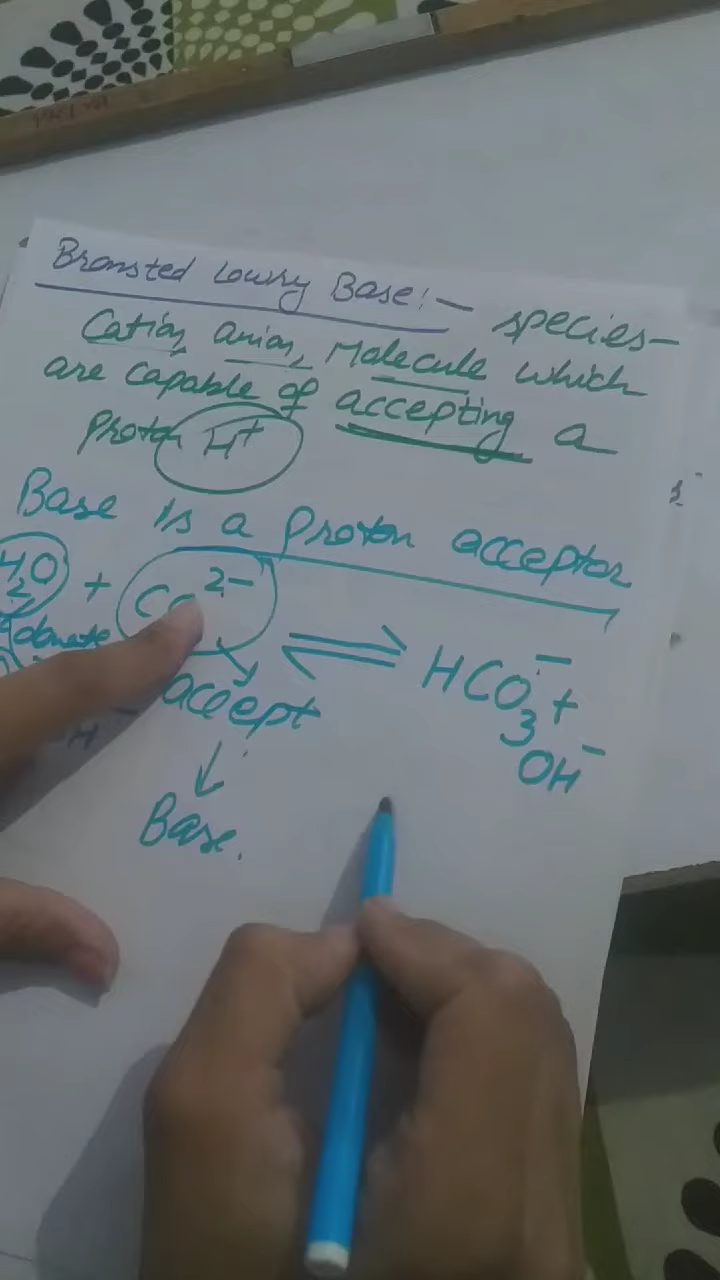 Bronsted Lowry Base:— species—
Cation, anion, Molecule which
are capable of accepting a
Proton H⁺
Base is a Proton acceptor
H₂O + CO ²⁻ ⇌ HCO₃⁻ +
OH⁻
donate
accept
↓
Base.